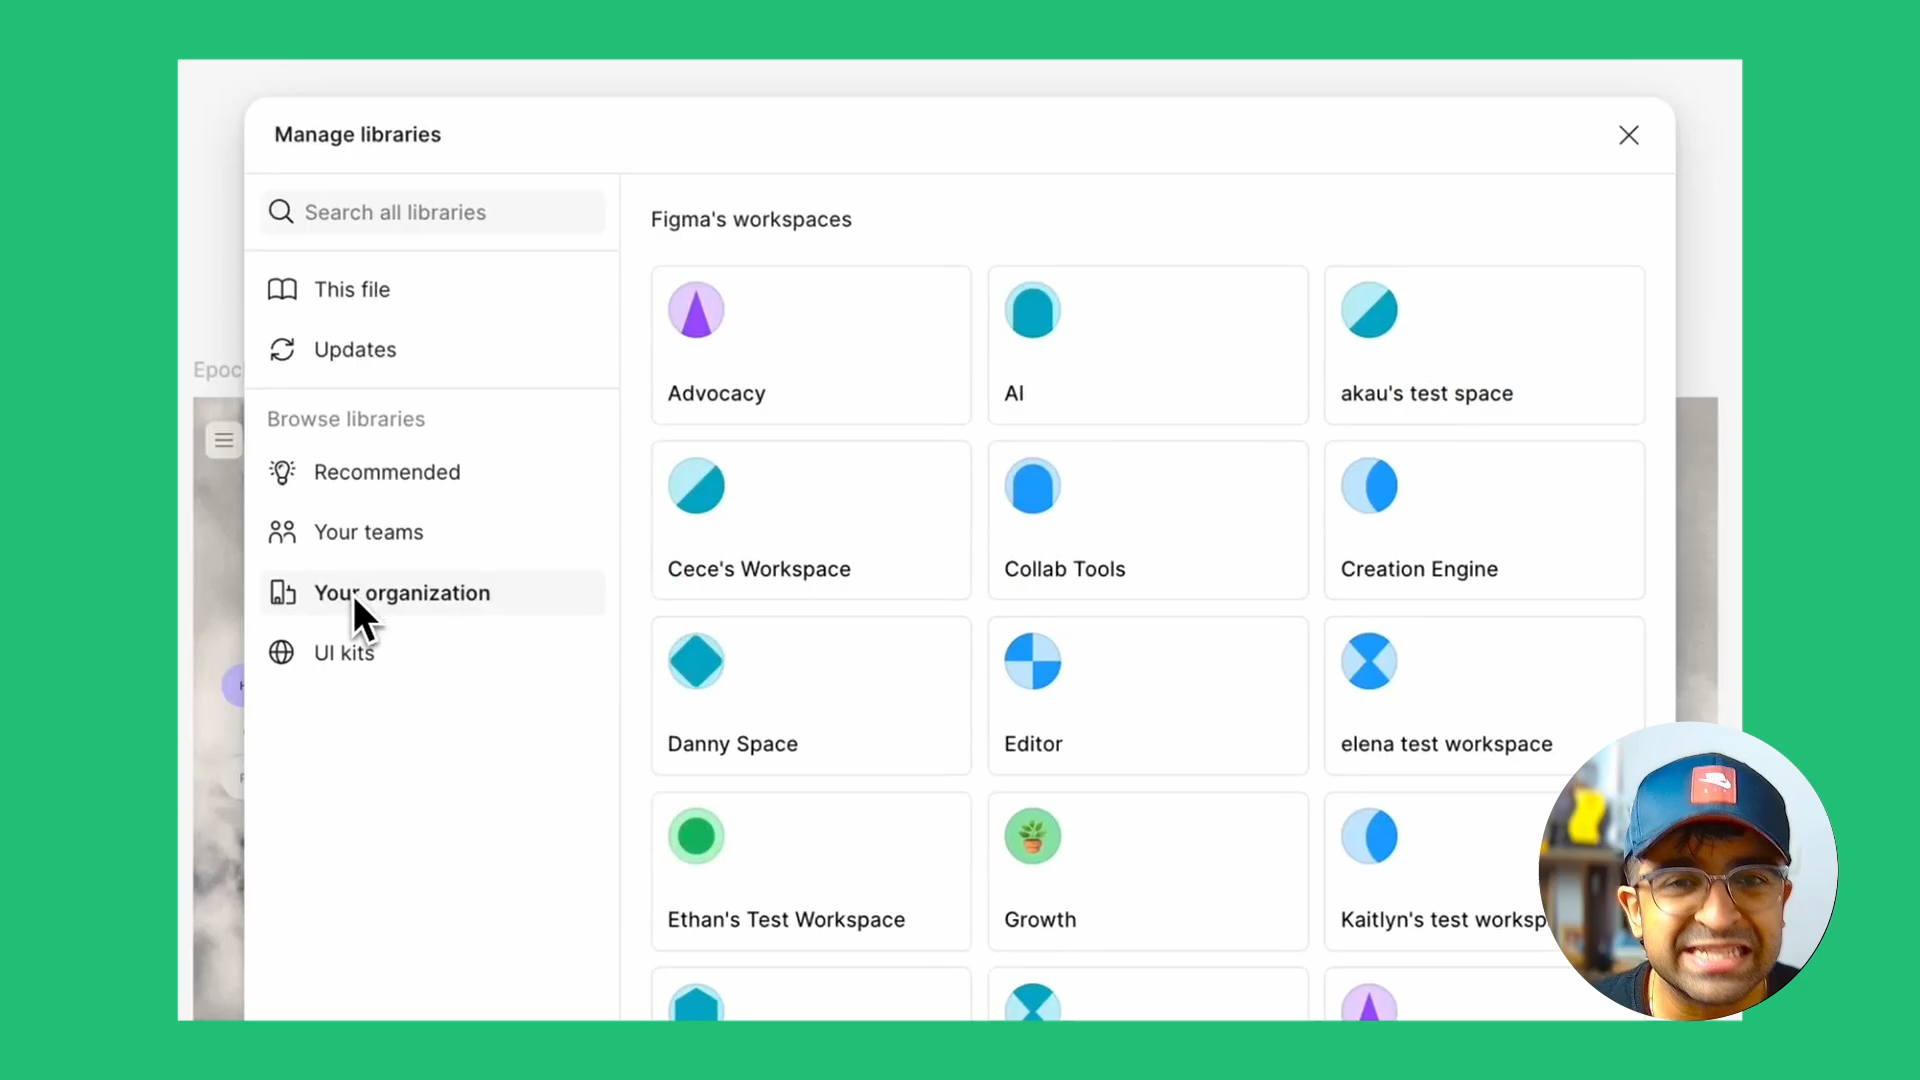 Manage libraries
Search all libraries
This file
Updates
Browse libraries
Recommended
Your teams
Your organization
UI kits
Figma's workspaces
Advocacy
AI
akau's test space
Cece's Workspace
Collab Tools
Creation Engine
Danny Space
Editor
elena test workspace
Ethan's Test Workspace
Growth
Kaitlyn's test worksp
Epoc